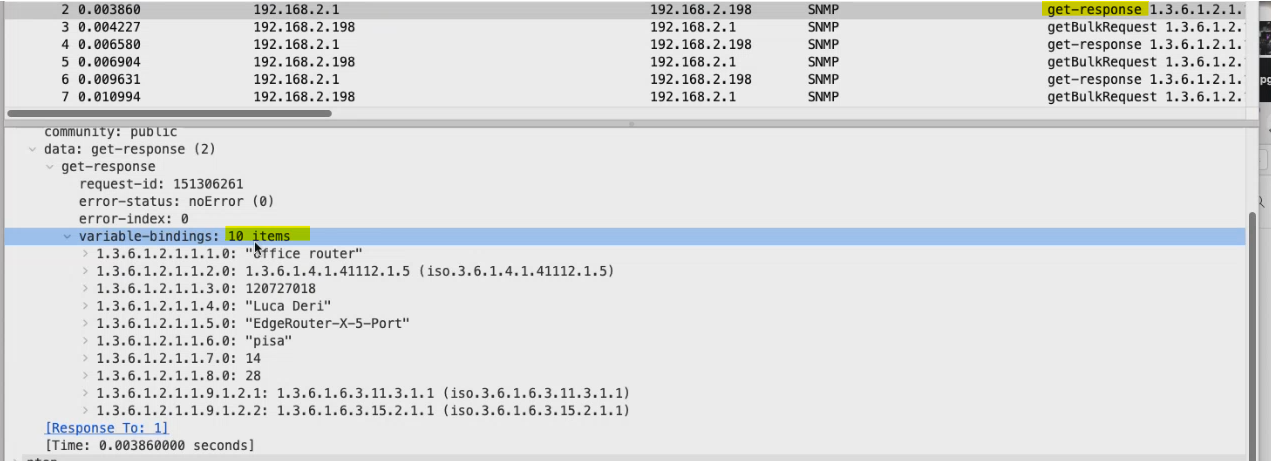 2 0.003860 192.168.2.1 192.168.2.198 SNMP get-response 1.3.6.1.2.1.
3 0.004227 192.168.2.198 192.168.2.1 SNMP getBulkRequest 1.3.6.1.2.
4 0.006580 192.168.2.1 192.168.2.198 SNMP get-response 1.3.6.1.2.1.
5 0.006904 192.168.2.198 192.168.2.1 SNMP getBulkRequest 1.3.6.1.2.
6 0.009631 192.168.2.1 192.168.2.198 SNMP get-response 1.3.6.1.2.1.
7 0.010994 192.168.2.198 192.168.2.1 SNMP getBulkRequest 1.3.6.1.2.
community: public
data: get-response (2)
get-response
request-id: 151306261
error-status: noError (0)
error-index: 0
variable-bindings: 10 items
1.3.6.1.2.1.1.1.0: "office router"
1.3.6.1.2.1.1.2.0: 1.3.6.1.4.1.41112.1.5 (iso.3.6.1.4.1.41112.1.5)
1.3.6.1.2.1.1.3.0: 120727018
1.3.6.1.2.1.1.4.0: "Luca Deri"
1.3.6.1.2.1.1.5.0: "EdgeRouter-X-5-Port"
1.3.6.1.2.1.1.6.0: "pisa"
1.3.6.1.2.1.1.7.0: 14
1.3.6.1.2.1.1.8.0: 28
1.3.6.1.2.1.1.9.1.2.1: 1.3.6.1.6.3.11.3.1.1 (iso.3.6.1.6.3.11.3.1.1)
1.3.6.1.2.1.1.9.1.2.2: 1.3.6.1.6.3.15.2.1.1 (iso.3.6.1.6.3.15.2.1.1)
[Response To: 1]
[Time: 0.003860000 seconds]